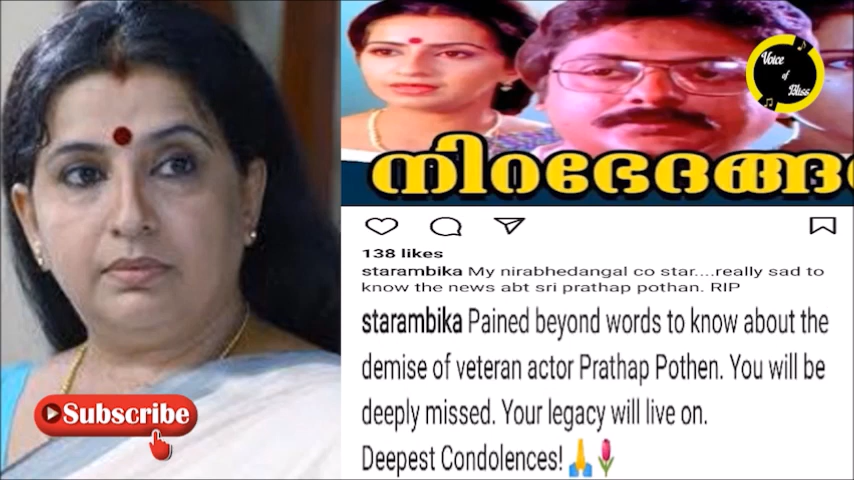 Voice
of
Bliss
നിറഭേദങ്ങ
138 likes
starambika My nirabhedangal co star....really sad to
know the news abt sri prathap pothan. RIP
starambika Pained beyond words to know about the
demise of veteran actor Prathap Pothen. You will be
deeply missed. Your legacy will live on.
Deepest Condolences! 🙏🌷
Subscribe